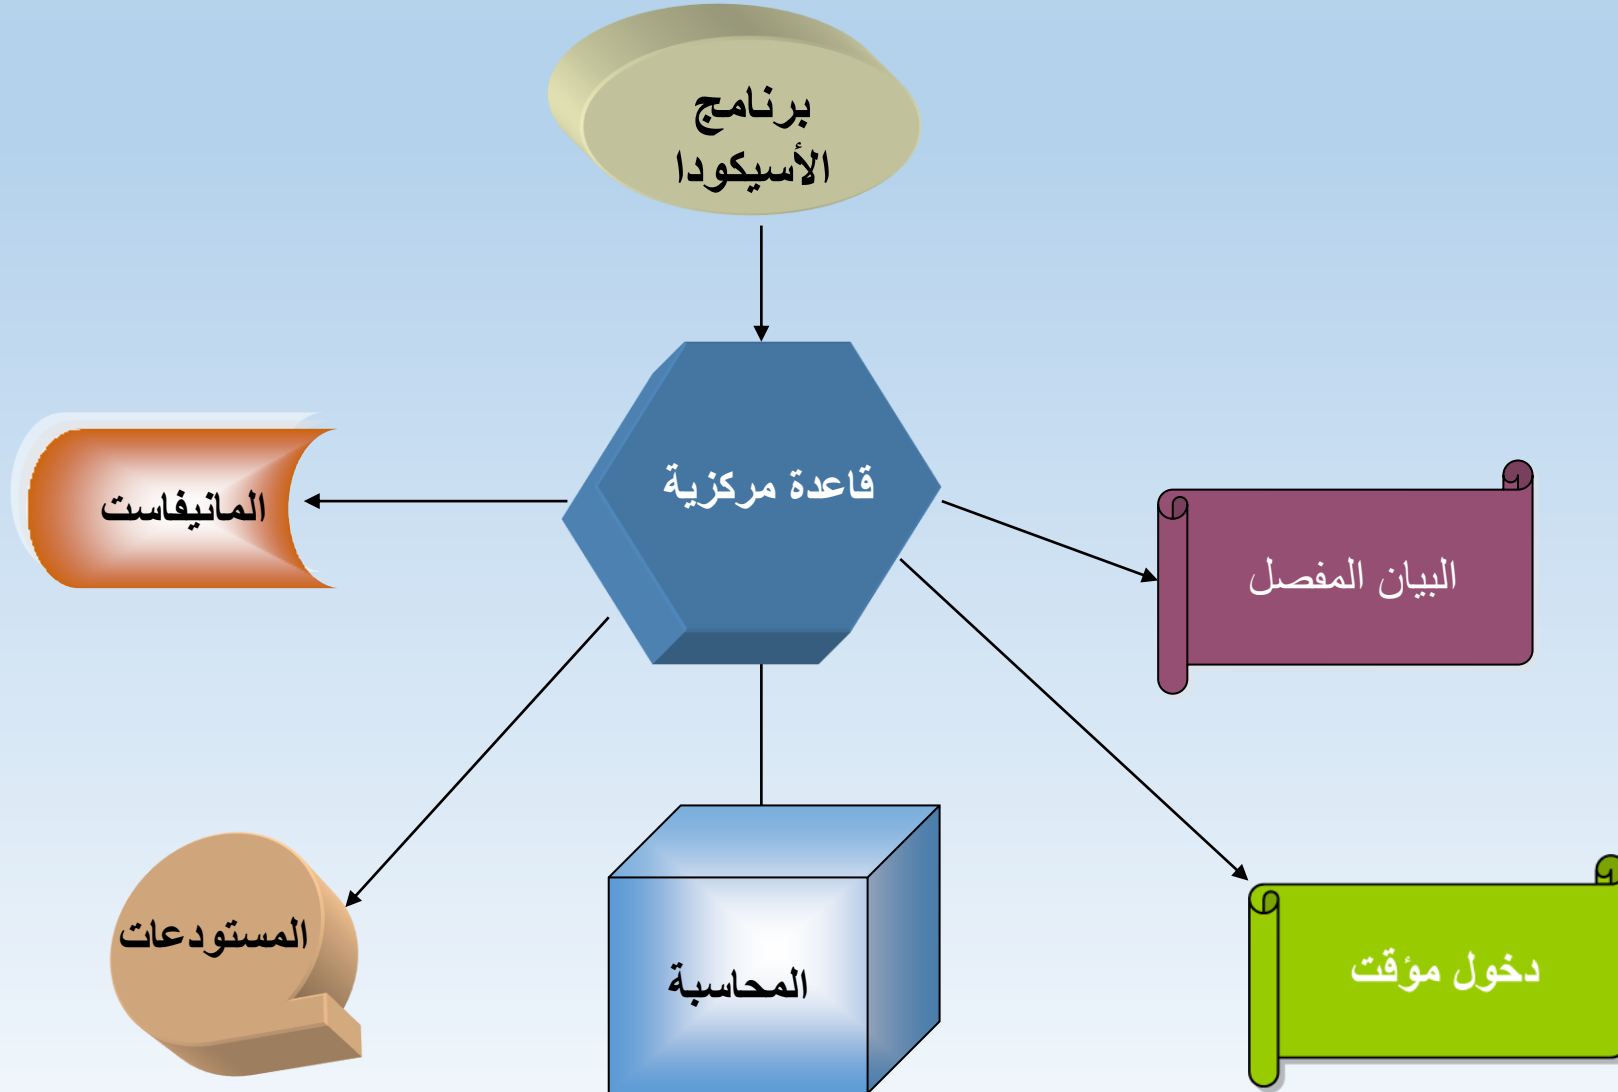 برنامج
الأسيكودا
قاعدة مركزية
المانيفاست
البيان المفصل
المستودعات
المحاسبة
دخول مؤقت